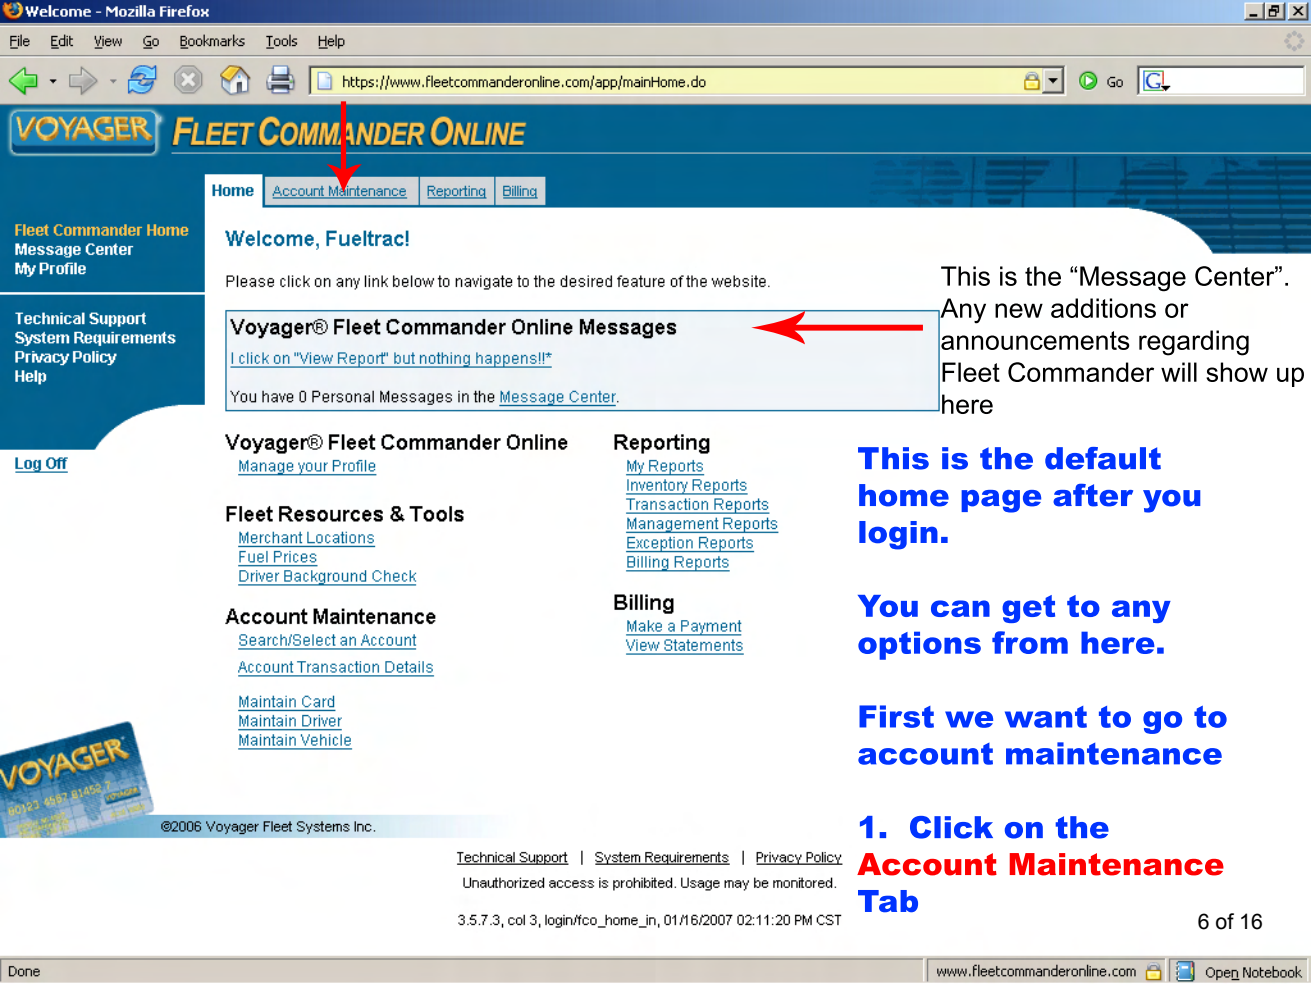 Welcome - Mozilla Firefox
File Edit View Go Bookmarks Tools Help
https://www.fleetcommanderonline.com/app/mainHome.do
Go
G
VOYAGER® FLEET COMMANDER ONLINE
Home Account Maintenance Reporting Billing
Fleet Commander Home
Message Center
My Profile
Technical Support
System Requirements
Privacy Policy
Help
Log Off
Welcome, Fueltrac!
Please click on any link below to navigate to the desired feature of the website.
Voyager® Fleet Commander Online Messages
I click on "View Report" but nothing happens!!*
You have 0 Personal Messages in the Message Center.
This is the “Message Center”.
Any new additions or
announcements regarding
Fleet Commander will show up
here
Voyager® Fleet Commander Online
Manage your Profile
Fleet Resources & Tools
Merchant Locations
Fuel Prices
Driver Background Check
Account Maintenance
Search/Select an Account
Account Transaction Details
Maintain Card
Maintain Driver
Maintain Vehicle
Reporting
My Reports
Inventory Reports
Transaction Reports
Management Reports
Exception Reports
Billing Reports
Billing
Make a Payment
View Statements
This is the default
home page after you
login.
You can get to any
options from here.
First we want to go to
account maintenance
1. Click on the
Account Maintenance
Tab
VOYAGER
©2006 Voyager Fleet Systems Inc.
Technical Support | System Requirements | Privacy Policy
Unauthorized access is prohibited. Usage may be monitored.
3.5.7.3, col 3, login/fco_home_in, 01/16/2007 02:11:20 PM CST
6 of 16
Done
www.fleetcommanderonline.com
Open Notebook